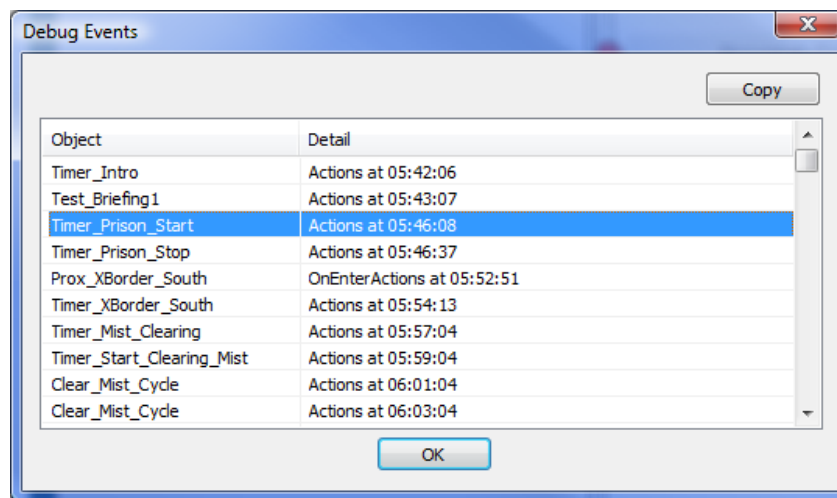 Debug Events
Copy
Object Detail
Timer_Intro Actions at 05:42:06
Test_Briefing1 Actions at 05:43:07
Timer_Prison_Start Actions at 05:46:08
Timer_Prison_Stop Actions at 05:46:37
Prox_XBorder_South OnEnterActions at 05:52:51
Timer_XBorder_South Actions at 05:54:13
Timer_Mist_Clearing Actions at 05:57:04
Timer_Start_Clearing_Mist Actions at 05:59:04
Clear_Mist_Cycle Actions at 06:01:04
Clear_Mist_Cycle Actions at 06:03:04
OK